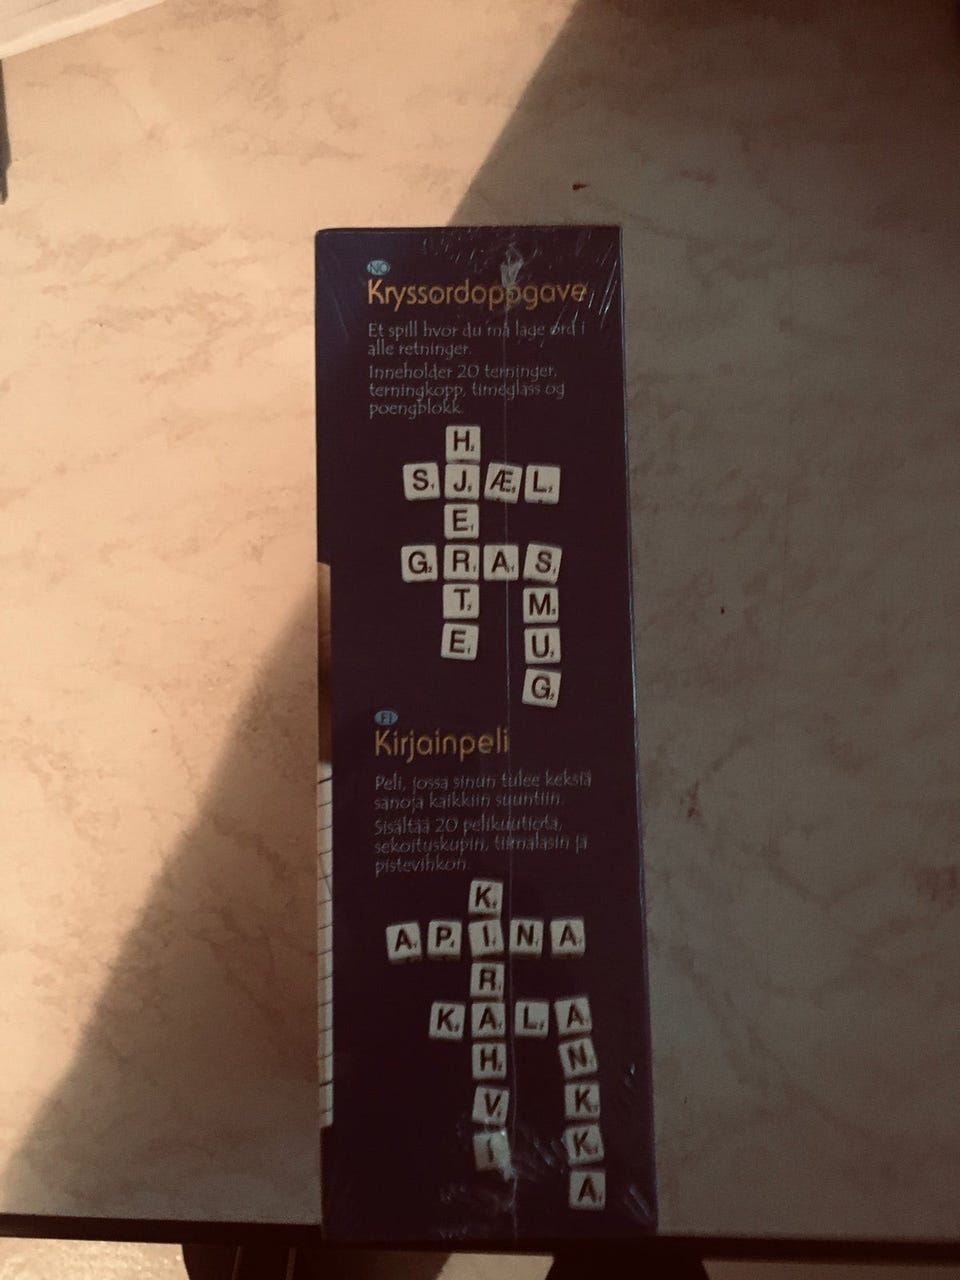 NO
Kryssordoppgave
Et spill hvor du må lage ord i
alle retninger.
Inneholder 20 terninger,
terningkopp, timeglass og
poengblokk.
H
SJÆL
E
GRAS
T M
E U
G
FI
Kirjainpeli
Peli, jossa sinun tulee keksiä
sanoja kaikkiin suuntiin.
Sisältää 20 pelikuutiota,
sekoituskupin, tiimalasin ja
pistevihkon.
K
APINA
R
KALA
H N
V K
I K
A